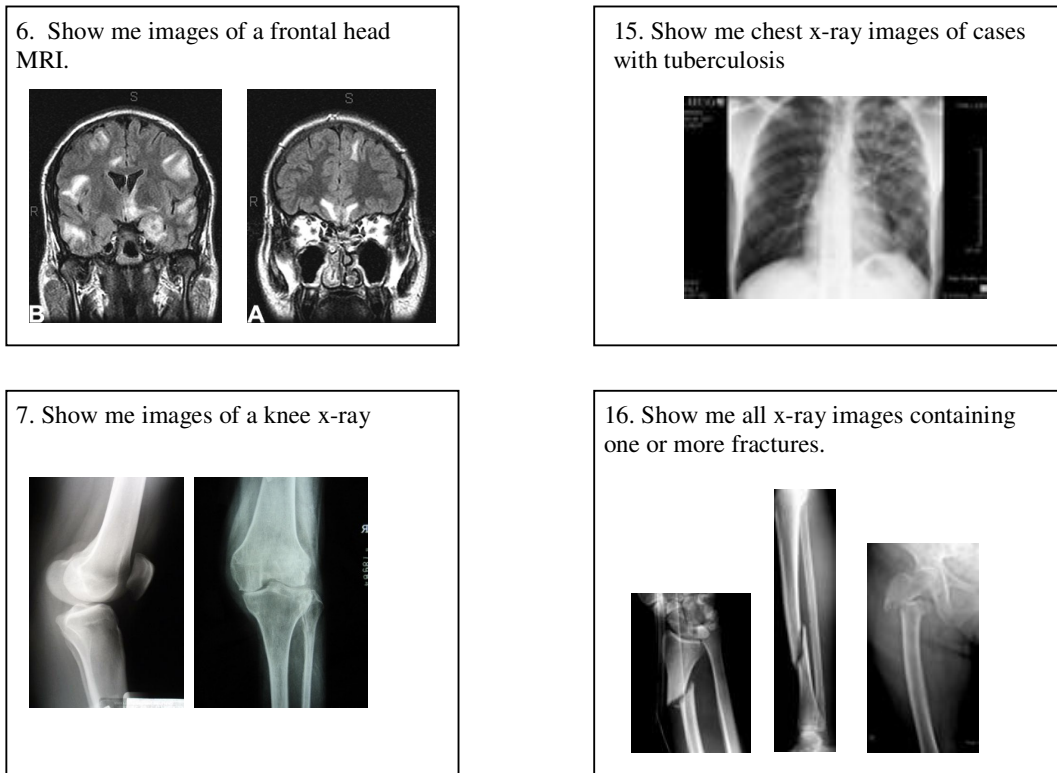 6. Show me images of a frontal head
MRI.
S
R
B
S
R
A
15. Show me chest x-ray images of cases
with tuberculosis
7. Show me images of a knee x-ray
R
16. Show me all x-ray images containing
one or more fractures.